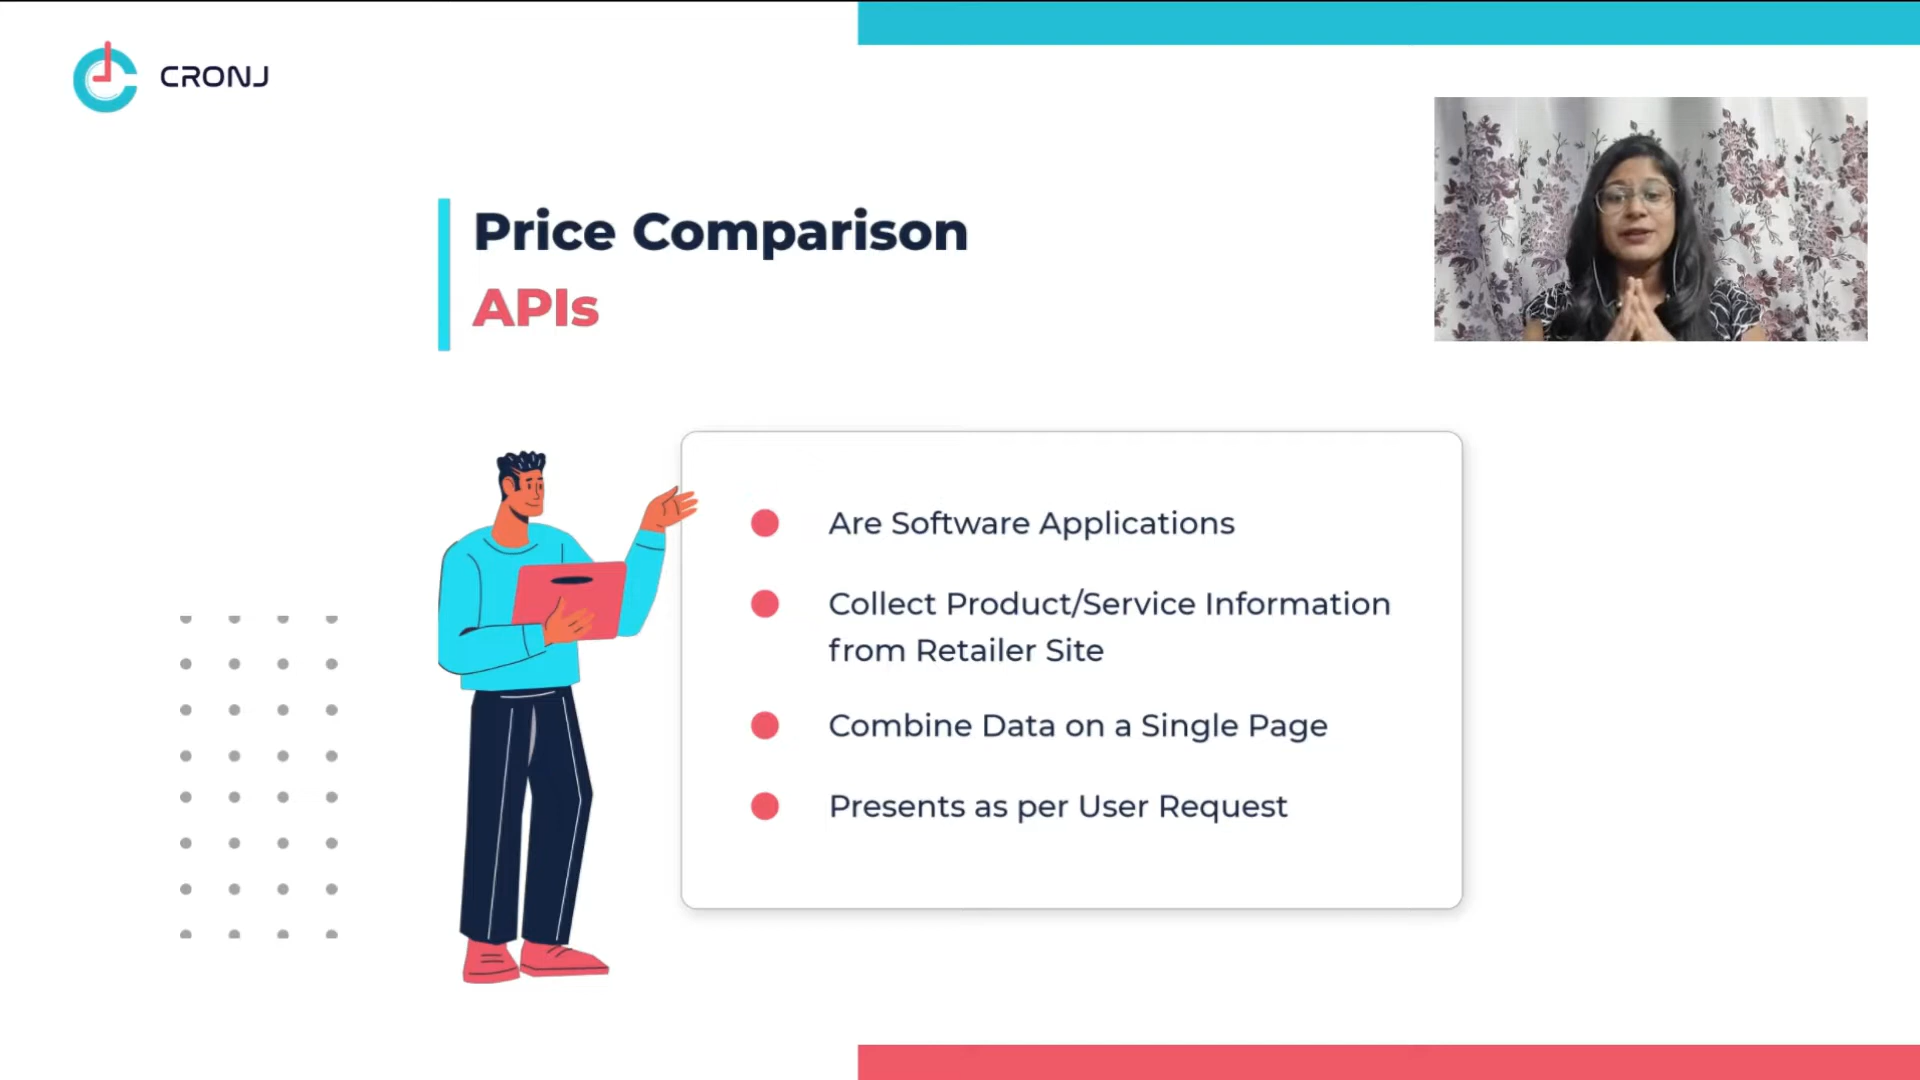 CRONJ
Price Comparison
APIs
Are Software Applications
Collect Product/Service Information
from Retailer Site
Combine Data on a Single Page
Presents as per User Request